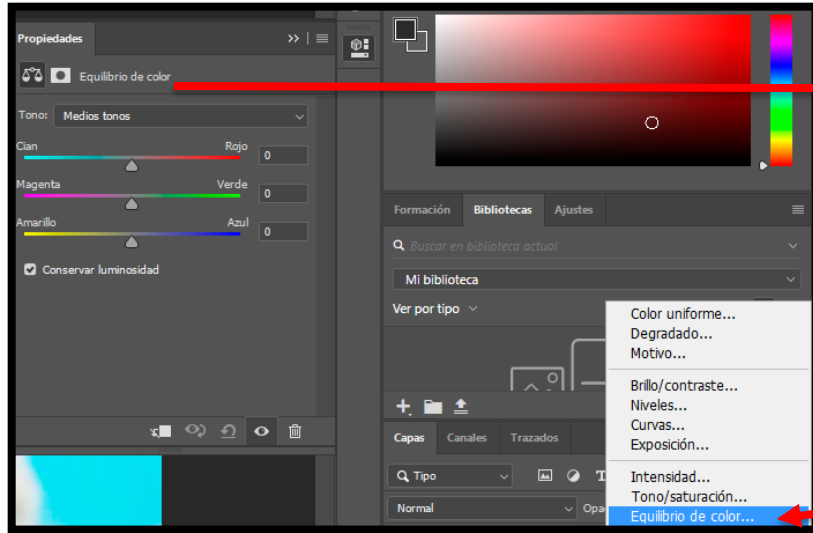 Propiedades
Equilibrio de color
Tono: Medios tonos
Cian Rojo 0
Magenta Verde 0
Amarillo Azul 0
Conservar luminosidad
Formación Bibliotecas Ajustes
Buscar en biblioteca actual
Mi biblioteca
Ver por tipo
Capas Canales Trazados
Tipo
Normal
Color uniforme...
Degradado...
Motivo...
Brillo/contraste...
Niveles...
Curvas...
Exposición...
Intensidad...
Tono/saturación...
Equilibrio de color...